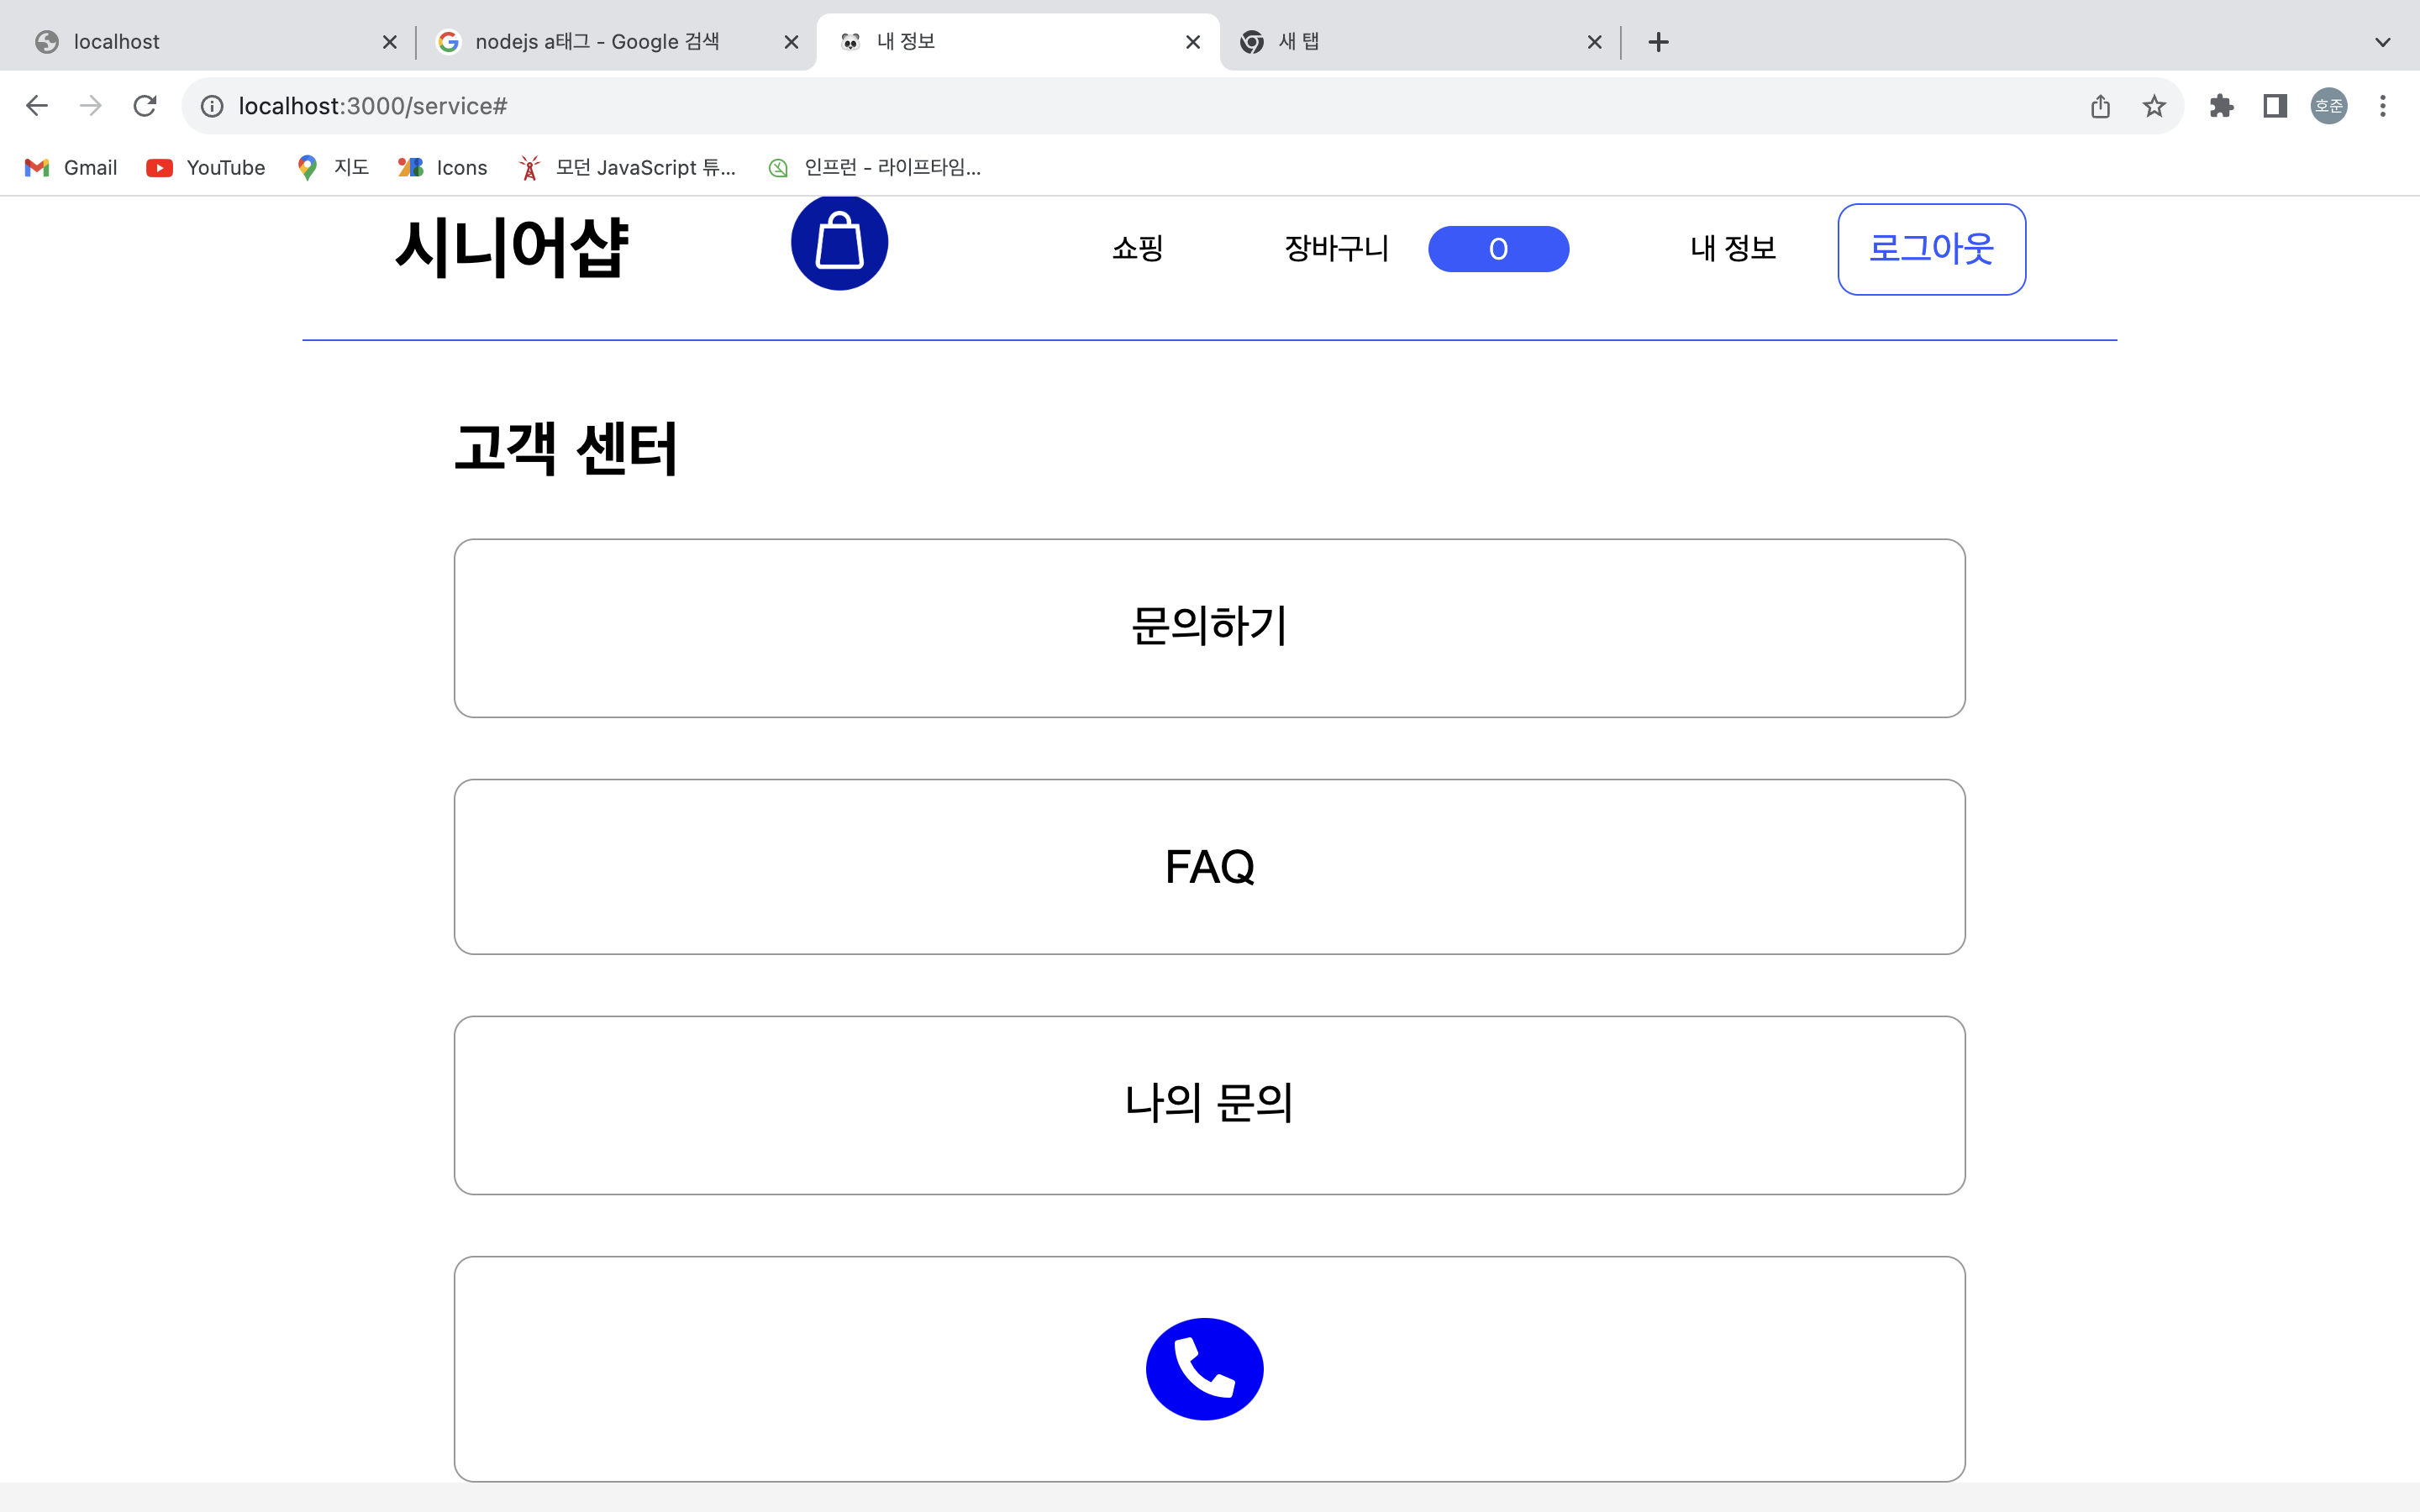 localhost
nodejs a태그 - Google 검색
내 정보
새 탭
localhost:3000/service#
호준
Gmail
YouTube
지도
Icons
모던 JavaScript 튜...
인프런 - 라이프타임...
시니어샵
쇼핑
장바구니
0
내 정보
로그아웃
고객 센터
문의하기
FAQ
나의 문의